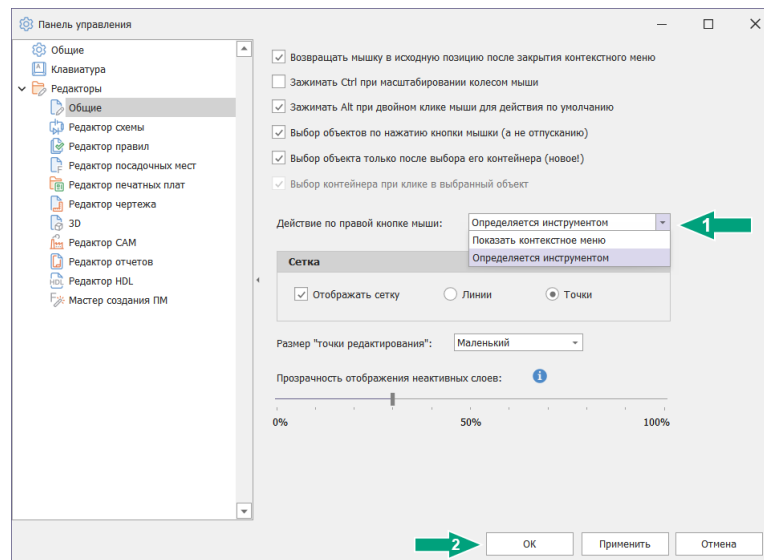 Панель управления
Общие
Клавиатура
Редакторы
Общие
Редактор схемы
Редактор правил
Редактор посадочных мест
Редактор печатных плат
Редактор чертежа
3D
Редактор CAM
Редактор отчетов
Редактор HDL
Мастер создания ПМ
Возвращать мышку в исходную позицию после закрытия контекстного меню
Зажимать Ctrl при масштабировании колесом мыши
Зажимать Alt при двойном клике мыши для действия по умолчанию
Выбор объектов по нажатию кнопки мышки (а не отпусканию)
Выбор объекта только после выбора его контейнера (новое!)
Выбор контейнера при клике в выбранный объект
Действие по правой кнопке мыши: Определяется инструментом 1
Показать контекстное меню
Определяется инструментом
Сетка
Отображать сетку Линии Точки
Размер "точки редактирования": Маленький
Прозрачность отображения неактивных слоев:
0% 50% 100%
2 ОК Применить Отмена